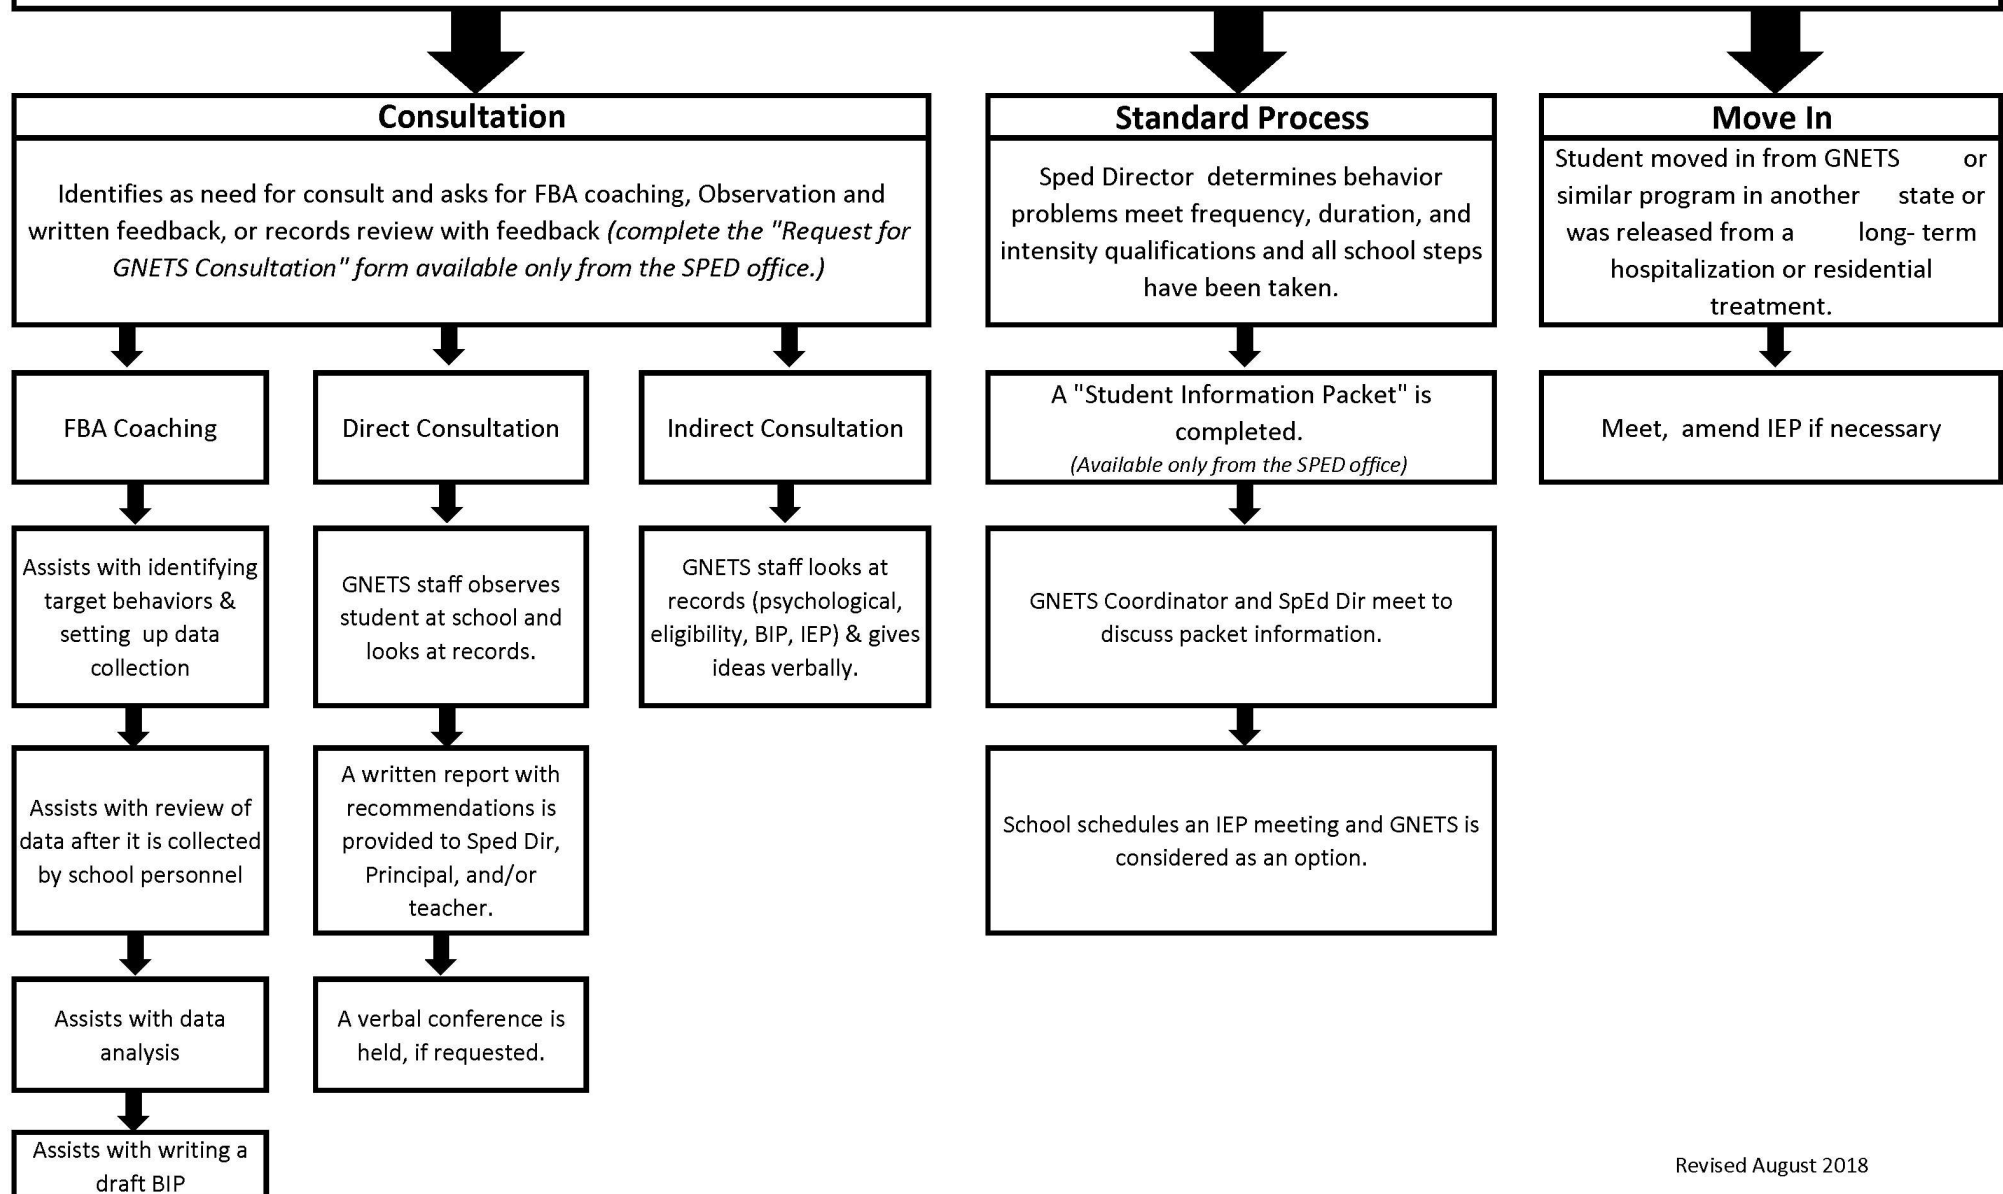 Consultation
Identifies as need for consult and asks for FBA coaching, Observation and
written feedback, or records review with feedback (complete the "Request for
GNETS Consultation" form available only from the SPED office.)
Standard Process
Sped Director determines behavior
problems meet frequency, duration, and
intensity qualifications and all school steps
have been taken.
Move In
Student moved in from GNETS or
similar program in another state or
was released from a long- term
hospitalization or residential
treatment.
FBA Coaching
Direct Consultation
Indirect Consultation
A "Student Information Packet" is
completed.
(Available only from the SPED office)
Meet, amend IEP if necessary
Assists with identifying
target behaviors &
setting up data
collection
GNETS staff observes
student at school and
looks at records.
GNETS staff looks at
records (psychological,
eligibility, BIP, IEP) & gives
ideas verbally.
GNETS Coordinator and SpEd Dir meet to
discuss packet information.
Assists with review of
data after it is collected
by school personnel
A written report with
recommendations is
provided to Sped Dir,
Principal, and/or
teacher.
School schedules an IEP meeting and GNETS is
considered as an option.
Assists with data
analysis
A verbal conference is
held, if requested.
Assists with writing a
draft BIP
Revised August 2018